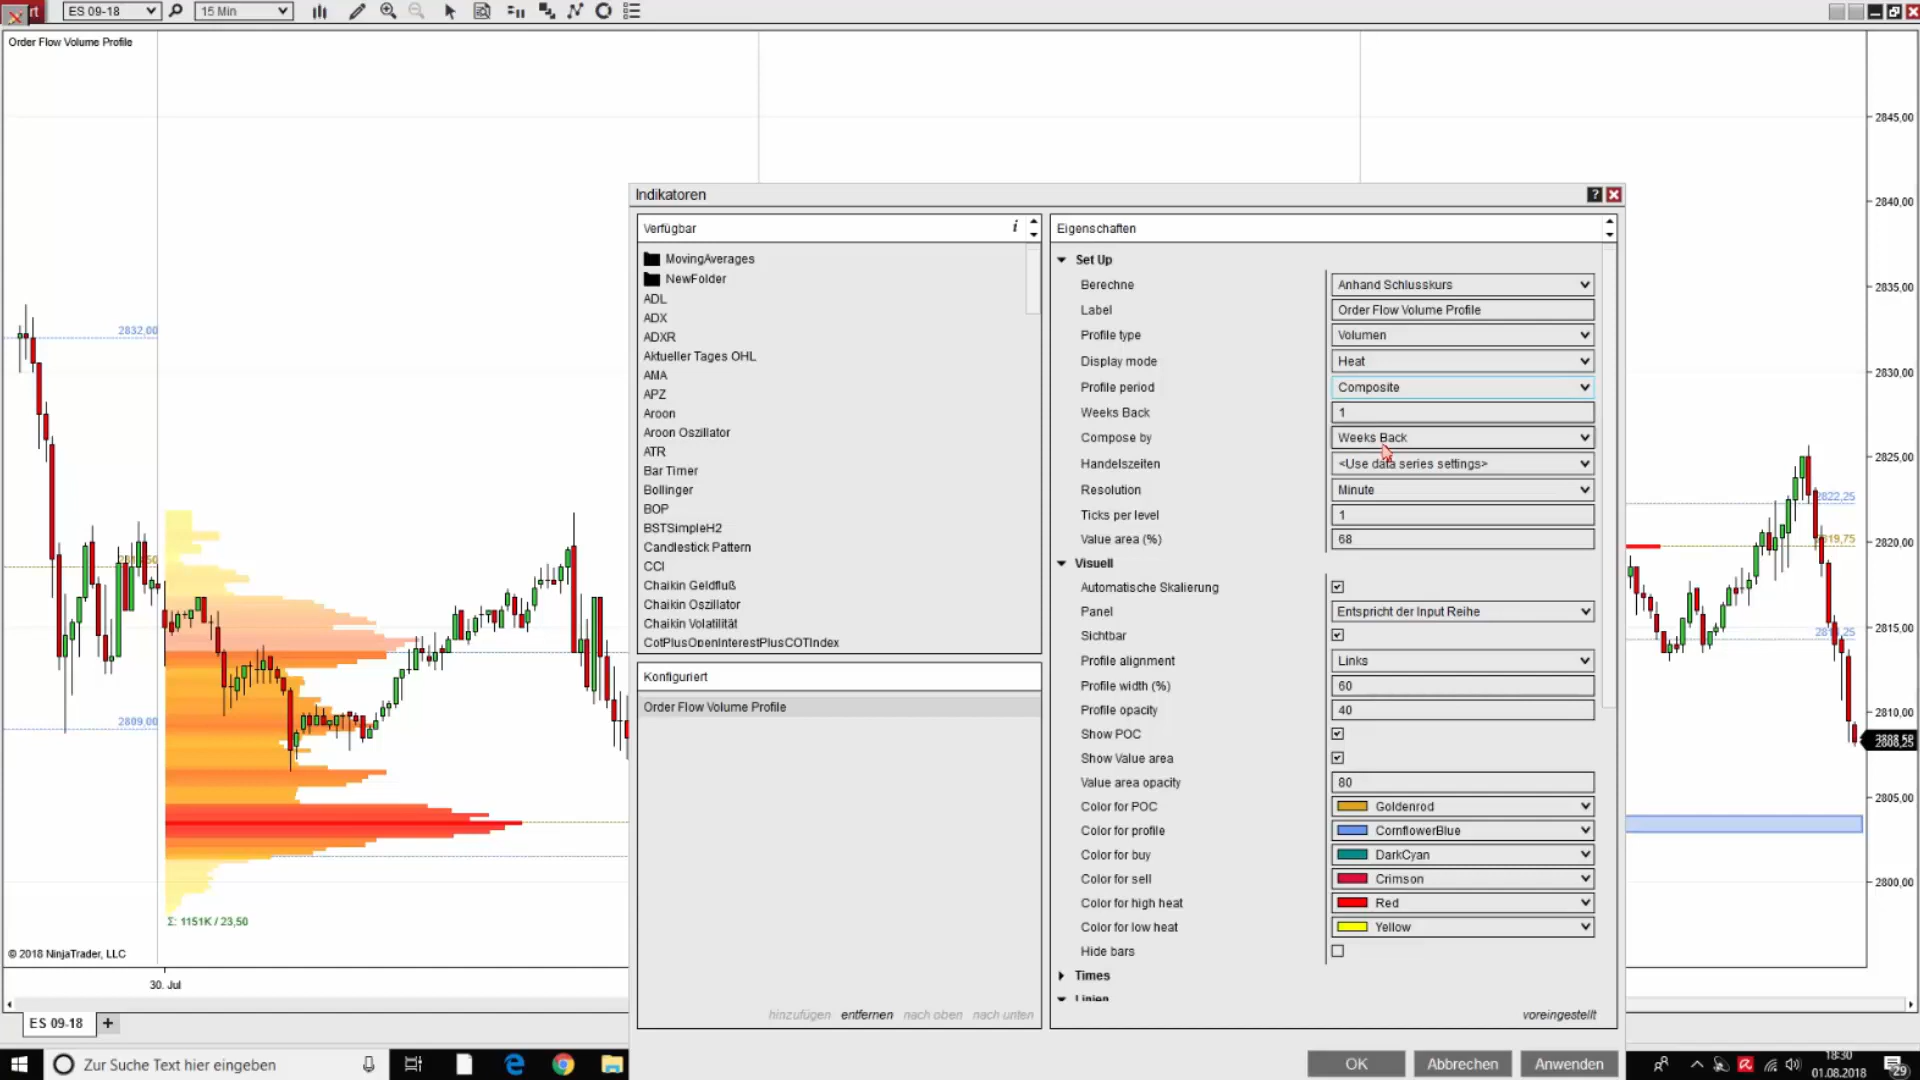 rt
ES 09-18
15 Min
Order Flow Volume Profile
2845,00
2840,00
2835,00
2830,00
2825,00
2820,00
2815,00
2810,00
2805,00
2800,00
2832,00
2809,00
2822,25
Σ: 1151K / 23,50
© 2018 NinjaTrader, LLC
30. Jul
ES 09-18
+
Indikatoren
?
Verfügbar
i
MovingAverages
NewFolder
ADL
ADX
ADXR
Aktueller Tages OHL
AMA
APZ
Aroon
Aroon Oszillator
ATR
Bar Timer
Bollinger
BOP
BSTSimpleH2
Candlestick Pattern
CCI
Chaikin Geldfluß
Chaikin Oszillator
Chaikin Volatilität
CotPlusOpenInterestPlusCOTIndex
Konfiguriert
Order Flow Volume Profile
hinzufügen entfernen nach oben nach unten
Eigenschaften
Set Up
Berechne Anhand Schlusskurs
Label Order Flow Volume Profile
Profile type Volumen
Display mode Heat
Profile period Composite
Weeks Back 1
Compose by Weeks Back
Handelszeiten <Use data series settings>
Resolution Minute
Ticks per level 1
Value area (%) 68
Visuell
Automatische Skalierung
Panel Entspricht der Input Reihe
Sichtbar
Profile alignment Links
Profile width (%) 60
Profile opacity 40
Show POC
Show Value area
Value area opacity 80
Color for POC Goldenrod
Color for profile CornflowerBlue
Color for buy DarkCyan
Color for sell Crimson
Color for high heat Red
Color for low heat Yellow
Hide bars
Times
Linien
voreingestellt
OK Abbrechen Anwenden
Zur Suche Text hier eingeben
18:30
01.08.2018
29